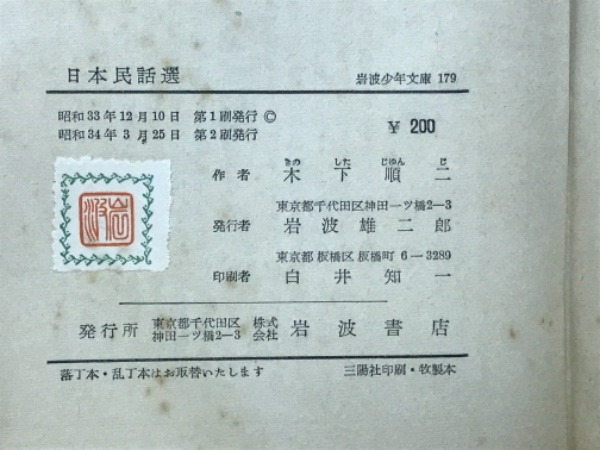 日本民話選
岩波少年文庫 179
昭和33年12月10日 第1刷発行 ©
昭和34年 3月25日 第2刷発行
¥ 200
きの した じゅん じ
作者 木下順二
東京都千代田区神田一ツ橋2-3
発行者 岩波雄二郎
東京都板橋区板橋町 6-3289
印刷者 白井知一
発行所 東京都千代田区神田一ツ橋2-3 株式会社 岩波書店
落丁本・乱丁本はお取替いたします
三陽社印刷・牧製本
岩波